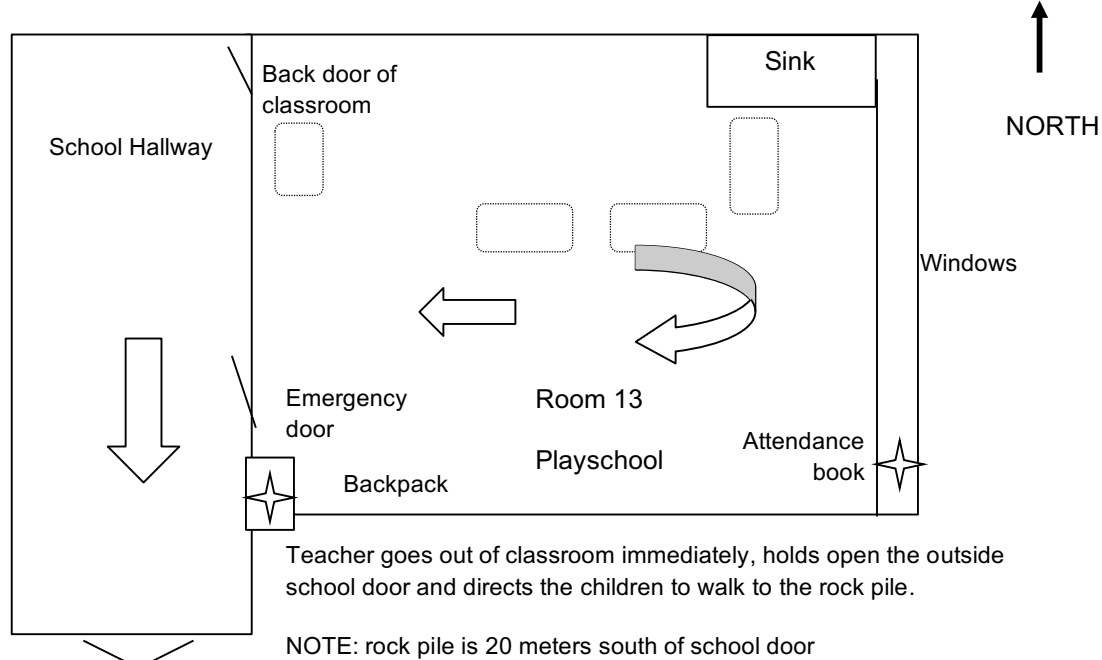 Sink
Back door of
classroom
NORTH
School Hallway
Windows
Emergency
door
Room 13
Attendance
book
Playschool
Backpack
Teacher goes out of classroom immediately, holds open the outside
school door and directs the children to walk to the rock pile.
NOTE: rock pile is 20 meters south of school door